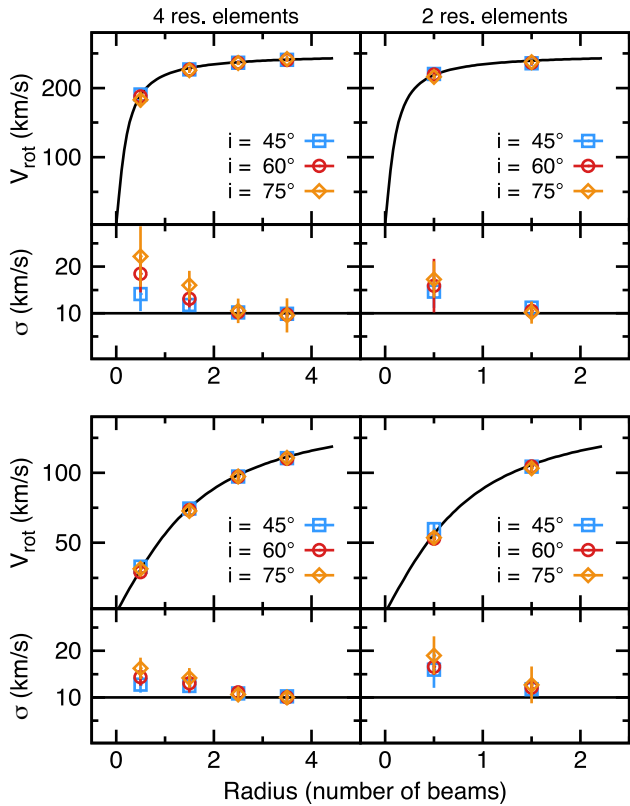 4 res. elements 2 res. elements
V_rot (km/s)
200
100
i = 45°
i = 60°
i = 75°
i = 45°
i = 60°
i = 75°
σ (km/s)
20
10
0 2 4 0 1 2
V_rot (km/s)
100
50
i = 45°
i = 60°
i = 75°
i = 45°
i = 60°
i = 75°
σ (km/s)
20
10
0 2 4 0 1 2
Radius (number of beams)